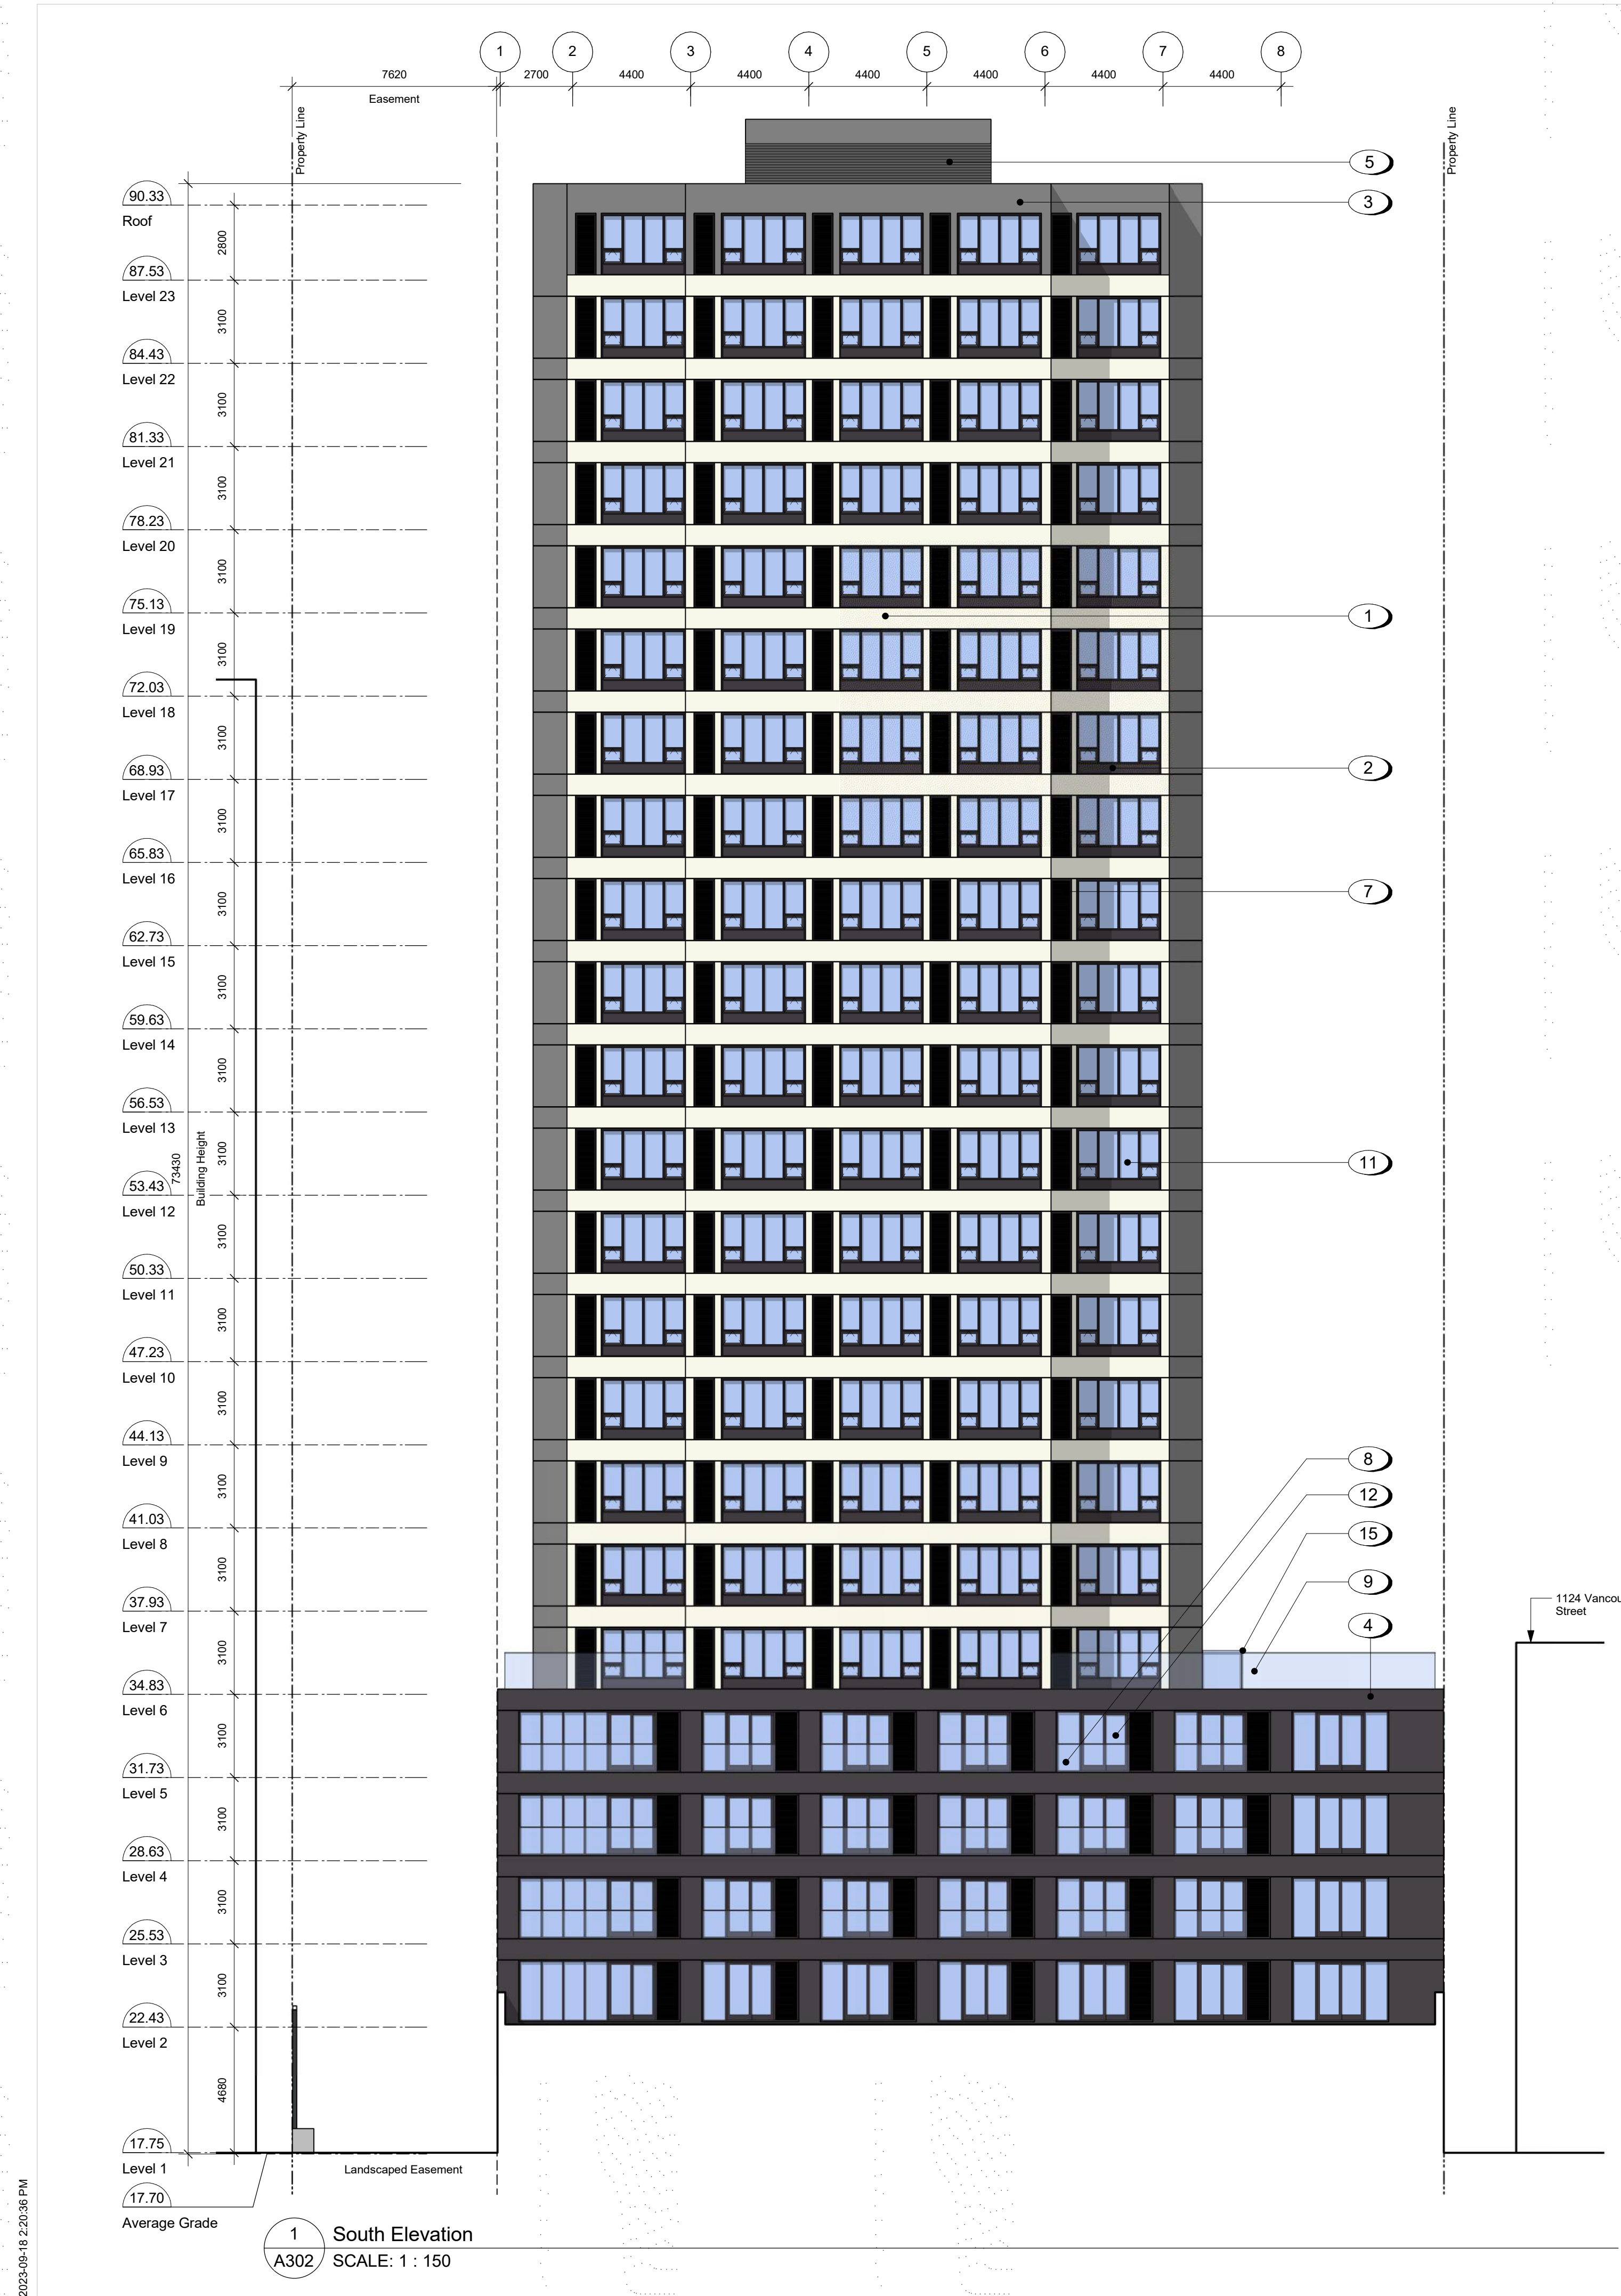 1 2 3 4 5 6 7 8
7620 2700 4400 4400 4400 4400 4400 4400
Easement
Property Line
Property Line
5
90.33
Roof
3
2800
87.53
Level 23
3100
84.43
Level 22
3100
81.33
Level 21
3100
78.23
Level 20
3100
75.13
Level 19
1
3100
72.03
Level 18
3100
2
68.93
Level 17
3100
65.83
Level 16
7
3100
62.73
Level 15
3100
59.63
Level 14
3100
56.53
Level 13
73430
Building Height
3100
11
53.43
Level 12
3100
50.33
Level 11
3100
47.23
Level 10
3100
44.13
Level 9
8
3100
12
41.03
Level 8
15
3100
9
37.93
Level 7
1124 Vancou
Street
4
3100
34.83
Level 6
3100
31.73
Level 5
3100
28.63
Level 4
3100
25.53
Level 3
3100
22.43
Level 2
4680
17.75
Level 1
Landscaped Easement
17.70
Average Grade
1
A302
South Elevation
SCALE: 1 : 150
2023-09-18 2:20:36 PM